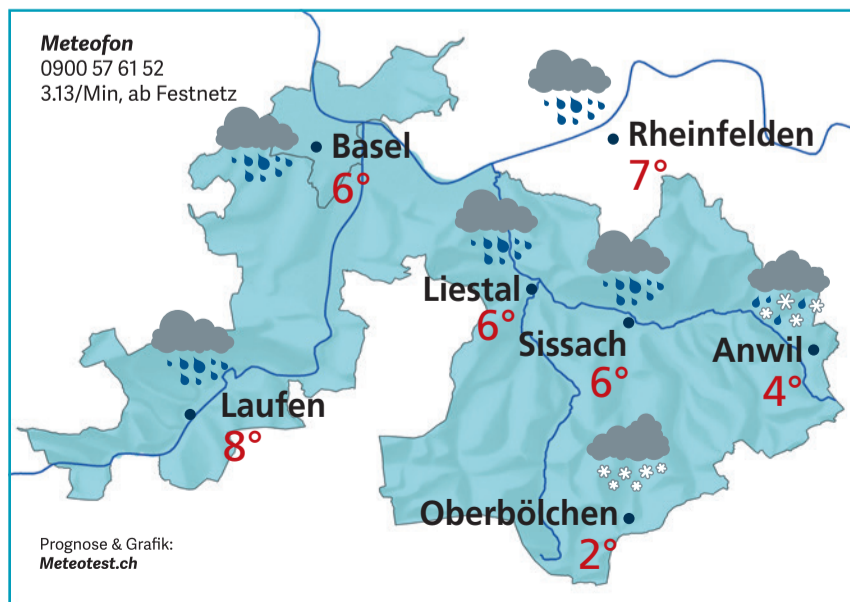 Meteofon
0900 57 61 52
3.13/Min, ab Festnetz
Rheinfelden
7°
Basel
6°
Liestal
6°
Sissach
6°
Anwil
4°
Laufen
8°
Oberbölchen
2°
Prognose & Grafik:
Meteotest.ch